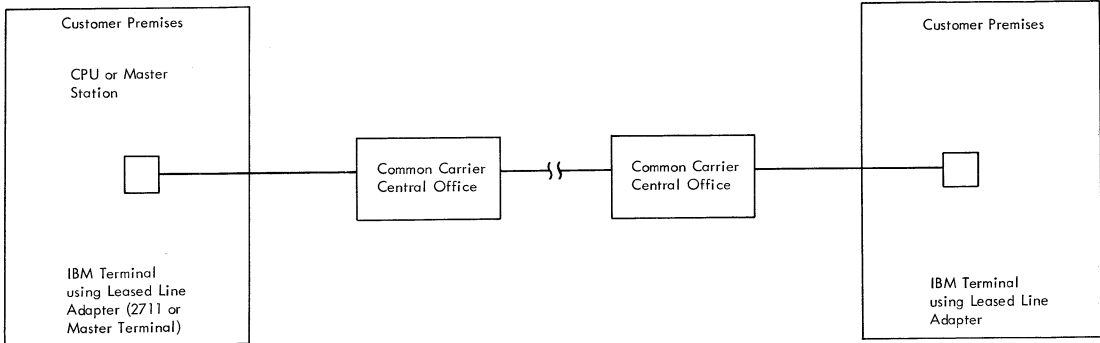 Customer Premises
CPU or Master
Station
IBM Terminal
using Leased Line
Adapter (2711 or
Master Terminal)
Common Carrier
Central Office
Common Carrier
Central Office
Customer Premises
IBM Terminal
using Leased Line
Adapter